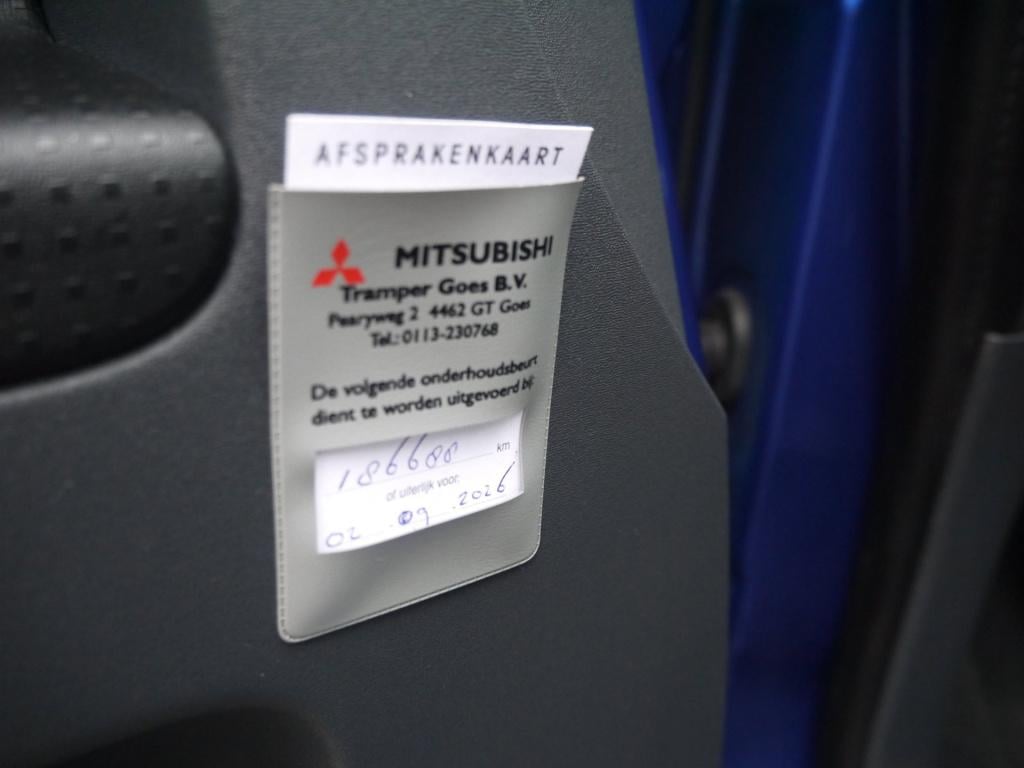 AFSPRAKENKAART
MITSUBISHI
Tramper Goes B.V.
Pearyweg 2 4462 GT Goes
Tel.: 0113-230768
De volgende onderhoudsbeurt
dient te worden uitgevoerd bij:
186688 km
of uiterlijk voor:
02 . 09 . 2026